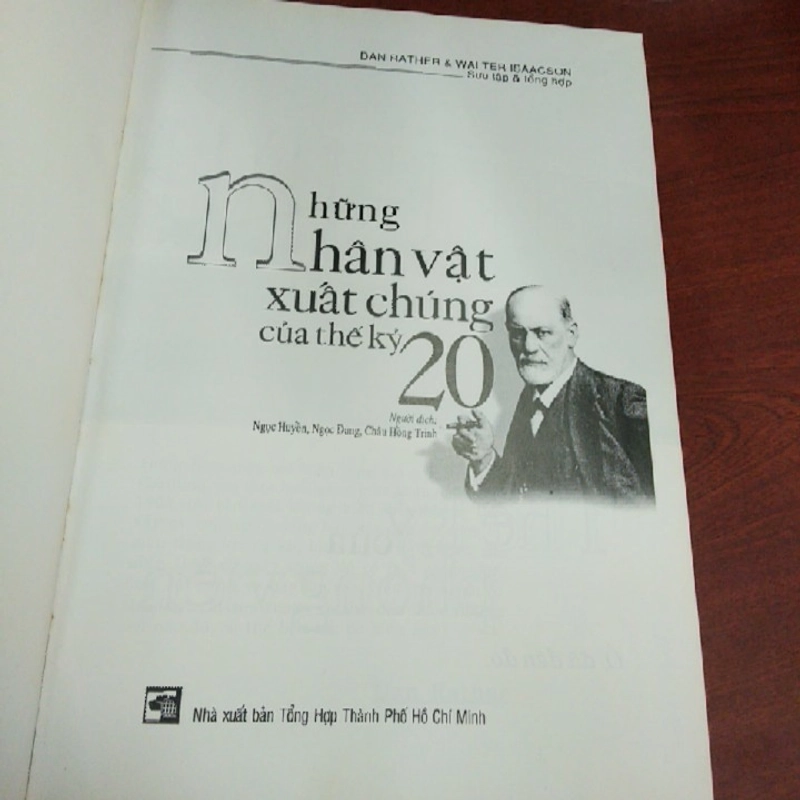 DAN RATHER & WALTER ISAACSON
Sưu tập & tổng hợp
những
nhân vật
xuất chúng
của thế kỷ
20
Người dịch:
Ngọc Huyền, Ngọc Dung, Châu Hồng Trinh
Nhà xuất bản Tổng Hợp Thành Phố Hồ Chí Minh